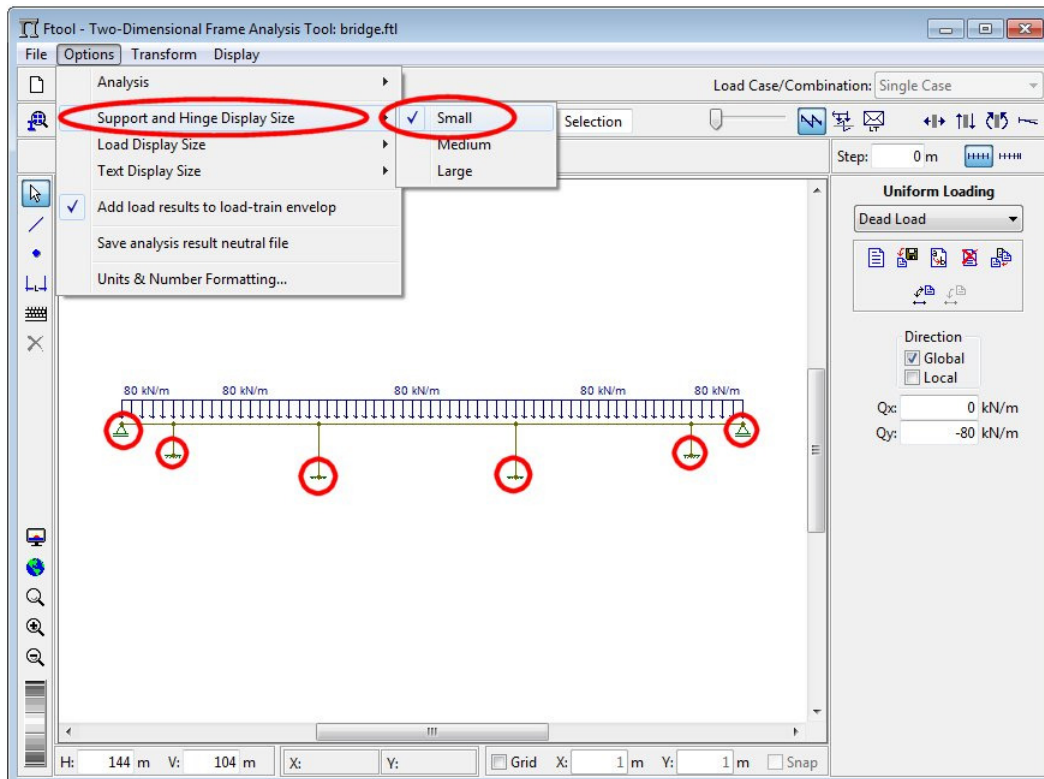 Ftool - Two-Dimensional Frame Analysis Tool: bridge.ftl
File Options Transform Display
Analysis
Load Case/Combination: Single Case
Support and Hinge Display Size
Small
Selection
Load Display Size
Medium
Text Display Size
Large
Step: 0 m
Add load results to load-train envelop
Uniform Loading
Dead Load
Save analysis result neutral file
Units & Number Formatting...
Direction
Global
Local
80 kN/m 80 kN/m 80 kN/m 80 kN/m 80 kN/m
Qx: 0 kN/m
Qy: -80 kN/m
H: 144 m V: 104 m X: Y: Grid X: 1 m Y: 1 m Snap